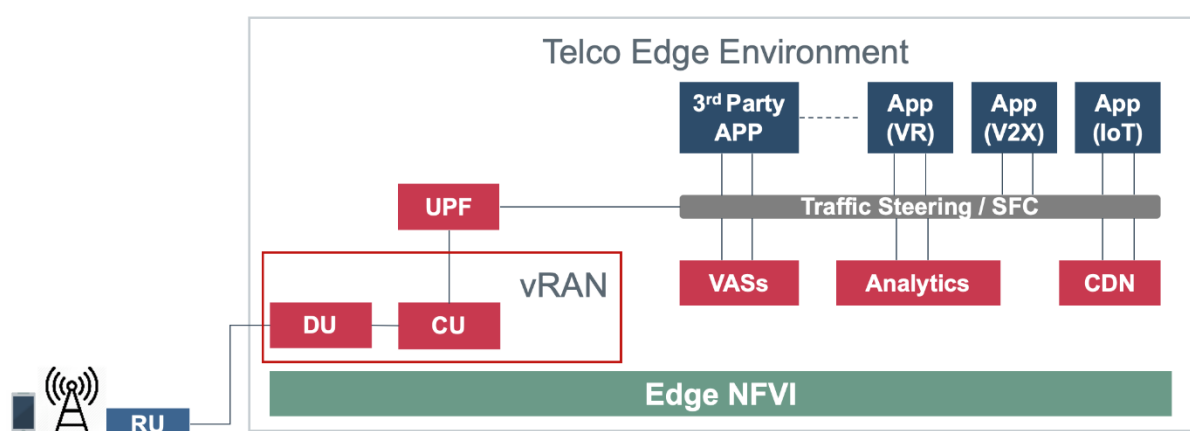 Telco Edge Environment
3rd Party
APP
App
(VR)
App
(V2X)
App
(IoT)
UPF
Traffic Steering / SFC
vRAN
VASs
Analytics
CDN
DU
CU
Edge NFVI
RU